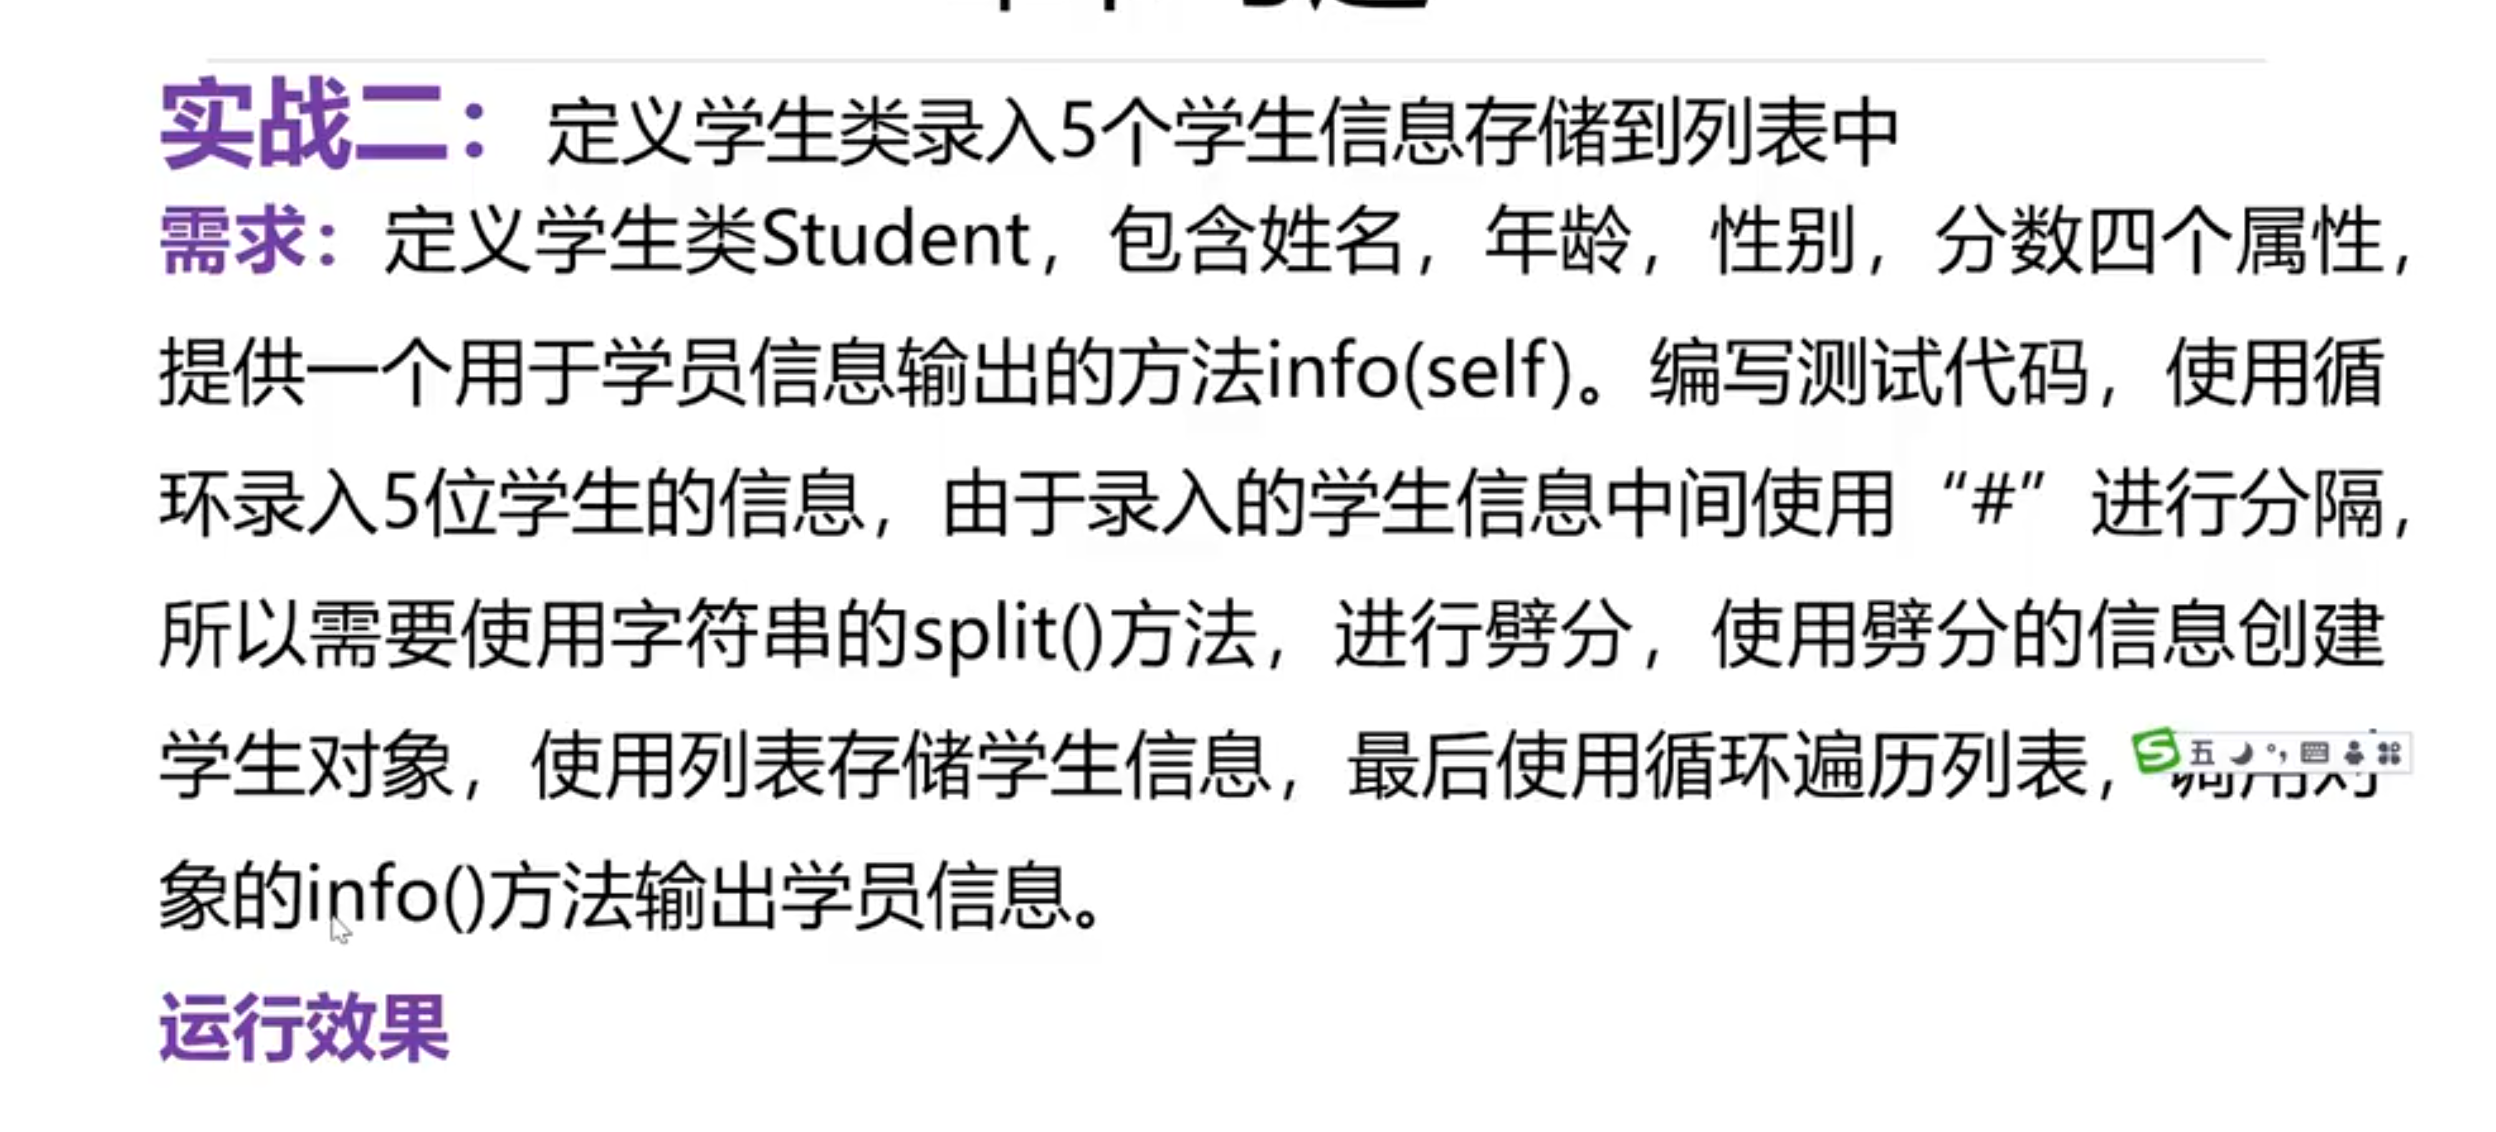 实战二：定义学生类录入5个学生信息存储到列表中
需求：定义学生类Student，包含姓名，年龄，性别，分数四个属性，
提供一个用于学员信息输出的方法info(self)。编写测试代码，使用循
环录入5位学生的信息，由于录入的学生信息中间使用“#”进行分隔，
所以需要使用字符串的split()方法，进行劈分，使用劈分的信息创建
学生对象，使用列表存储学生信息，最后使用循环遍历列表，调用对
五
象的info()方法输出学员信息。
运行效果